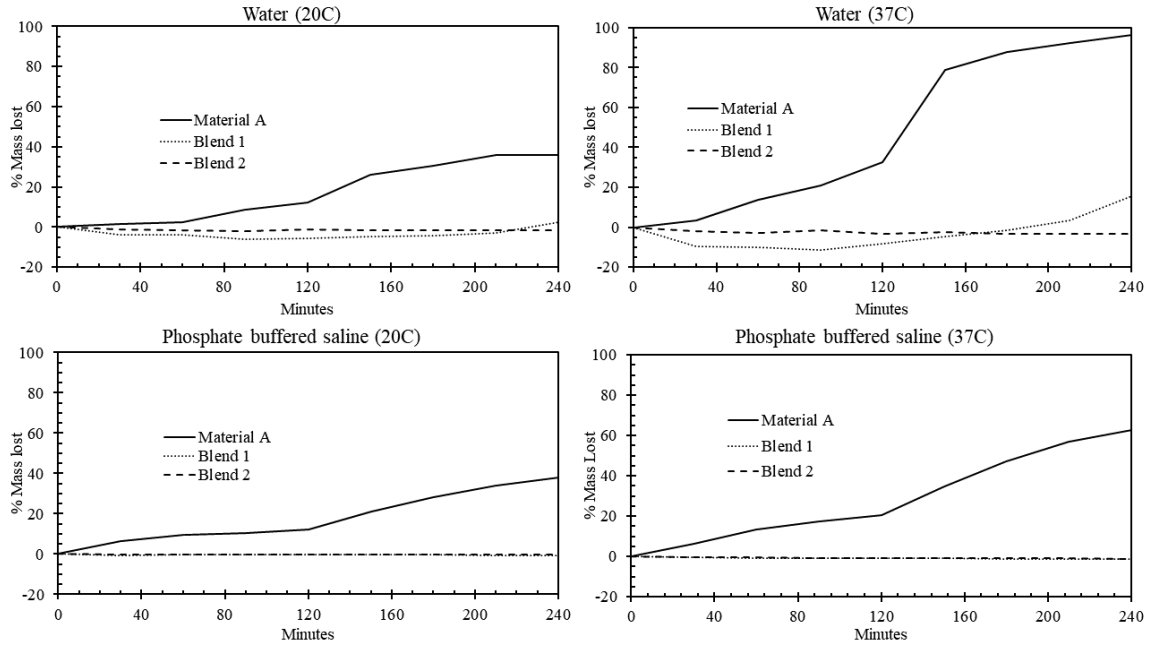 Water (20C)
% Mass lost
100
80
60
40
20
0
-20
Material A
Blend 1
Blend 2
0 40 80 120 160 200 240
Minutes
Water (37C)
% Mass lost
100
80
60
40
20
0
-20
Material A
Blend 1
Blend 2
0 40 80 120 160 200 240
Minutes
Phosphate buffered saline (20C)
% Mass lost
100
80
60
40
20
0
-20
Material A
Blend 1
Blend 2
0 40 80 120 160 200 240
Minutes
Phosphate buffered saline (37C)
% Mass Lost
100
80
60
40
20
0
-20
Material A
Blend 1
Blend 2
0 40 80 120 160 200 240
Minutes